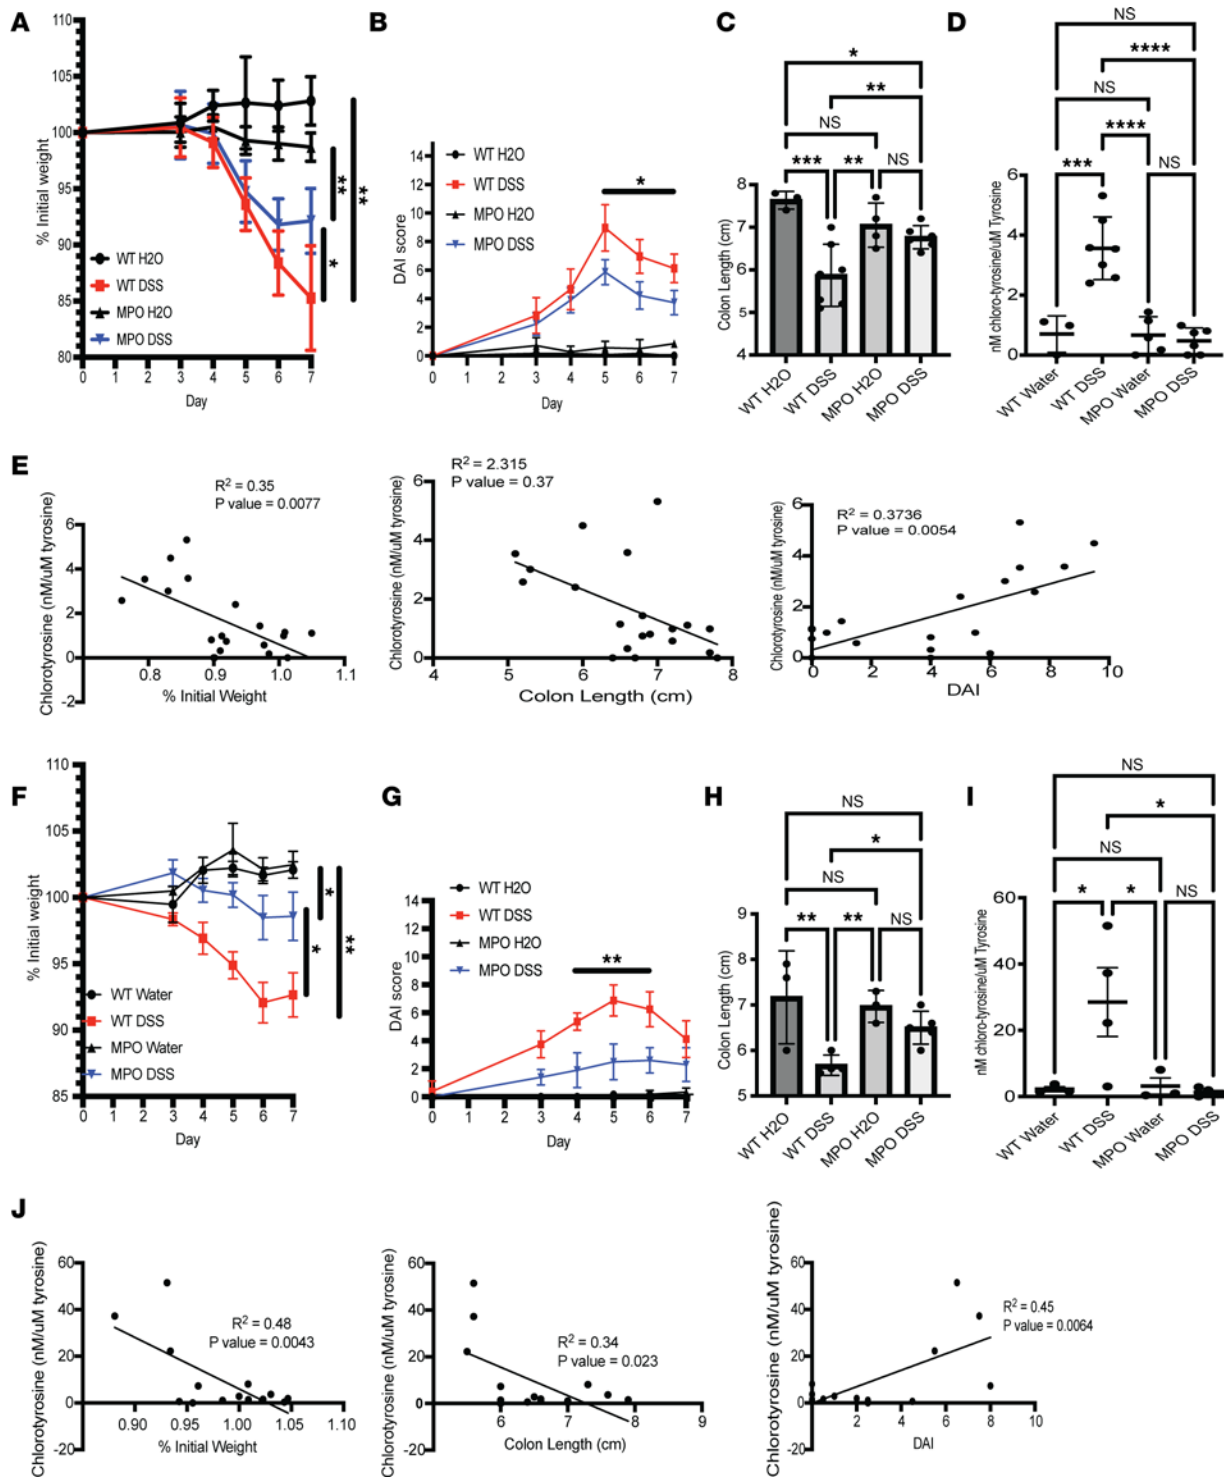 A
110
105
100
95
90
85
80
% Initial weight
WT H2O
WT DSS
MPO H2O
MPO DSS
**
**
*
0 1 2 3 4 5 6 7
Day
B
14
12
10
8
6
4
2
0
DAI score
*
WT H2O
WT DSS
MPO H2O
MPO DSS
0 1 2 3 4 5 6 7
Day
C
*
**
NS
*** ** NS
8
7
6
5
4
Colon Length (cm)
WT H2O
WT DSS
MPO H2O
MPO DSS
D
NS
****
NS
****
*** NS
6
4
2
0
nM chloro-tyrosine/uM Tyrosine
WT Water
WT DSS
MPO Water
MPO DSS
E
R2 = 0.35
P value = 0.0077
6
4
2
0
-2
Chlorotyrosine (nM/uM tyrosine)
0.8 0.9 1.0 1.1
% Initial Weight
R2 = 2.315
P value = 0.37
6
4
2
0
Chlorotyrosine (nM/uM tyrosine)
4 5 6 7 8
Colon Length (cm)
R2 = 0.3736
P value = 0.0054
6
4
2
0
Chlorotyrosine (nM/uM tyrosine)
0 2 4 6 8 10
DAI
F
110
105
100
95
90
85
% Initial weight
WT Water
WT DSS
MPO Water
MPO DSS
*
*
**
0 1 2 3 4 5 6 7
Day
G
14
12
10
8
6
4
2
0
DAI score
**
WT H2O
WT DSS
MPO H2O
MPO DSS
0 1 2 3 4 5 6 7
Day
H
NS
*
NS
** ** NS
9
8
7
6
5
Colon Length (cm)
WT H2O
WT DSS
MPO H2O
MPO DSS
I
NS
*
NS
* * NS
60
40
20
0
nM chloro-tyrosine/uM Tyrosine
WT Water
WT DSS
MPO Water
MPO DSS
J
60
40
20
0
-20
Chlorotyrosine (nM/uM tyrosine)
R2 = 0.48
P value = 0.0043
0.90 0.95 1.00 1.05 1.10
% Initial Weight
60
40
20
0
-20
Chlorotyrosine (nM/uM tyrosine)
R2 = 0.34
P value = 0.023
6 7 8 9
Colon Length (cm)
60
40
20
0
-20
Chlorotyrosine (nM/uM tyrosine)
R2 = 0.45
P value = 0.0064
0 2 4 6 8 10
DAI